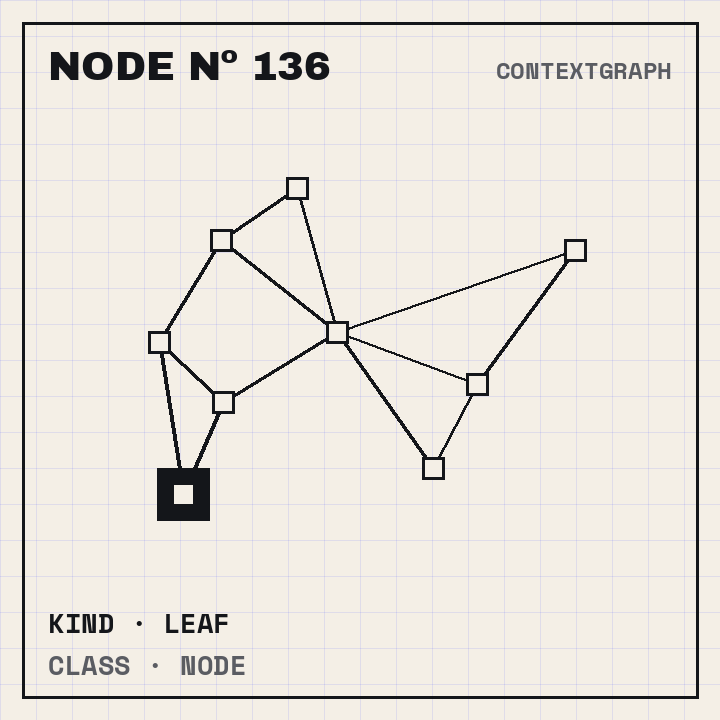 NODE Nº 136
CONTEXTGRAPH
KIND · LEAF
CLASS · NODE